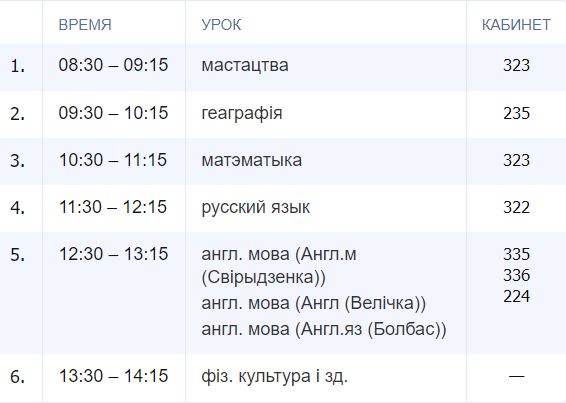 ВРЕМЯ УРОК КАБИНЕТ
1. 08:30 – 09:15 мастацтва 323
2. 09:30 – 10:15 геаграфія 235
3. 10:30 – 11:15 матэматыка 323
4. 11:30 – 12:15 русский язык 322
5. 12:30 – 13:15 англ. мова (Англ.м 335
(Свірыдзенка)) 336
англ. мова (Англ (Велічка)) 224
англ. мова (Англ.яз (Болбас))
6. 13:30 – 14:15 фіз. культура і зд. —